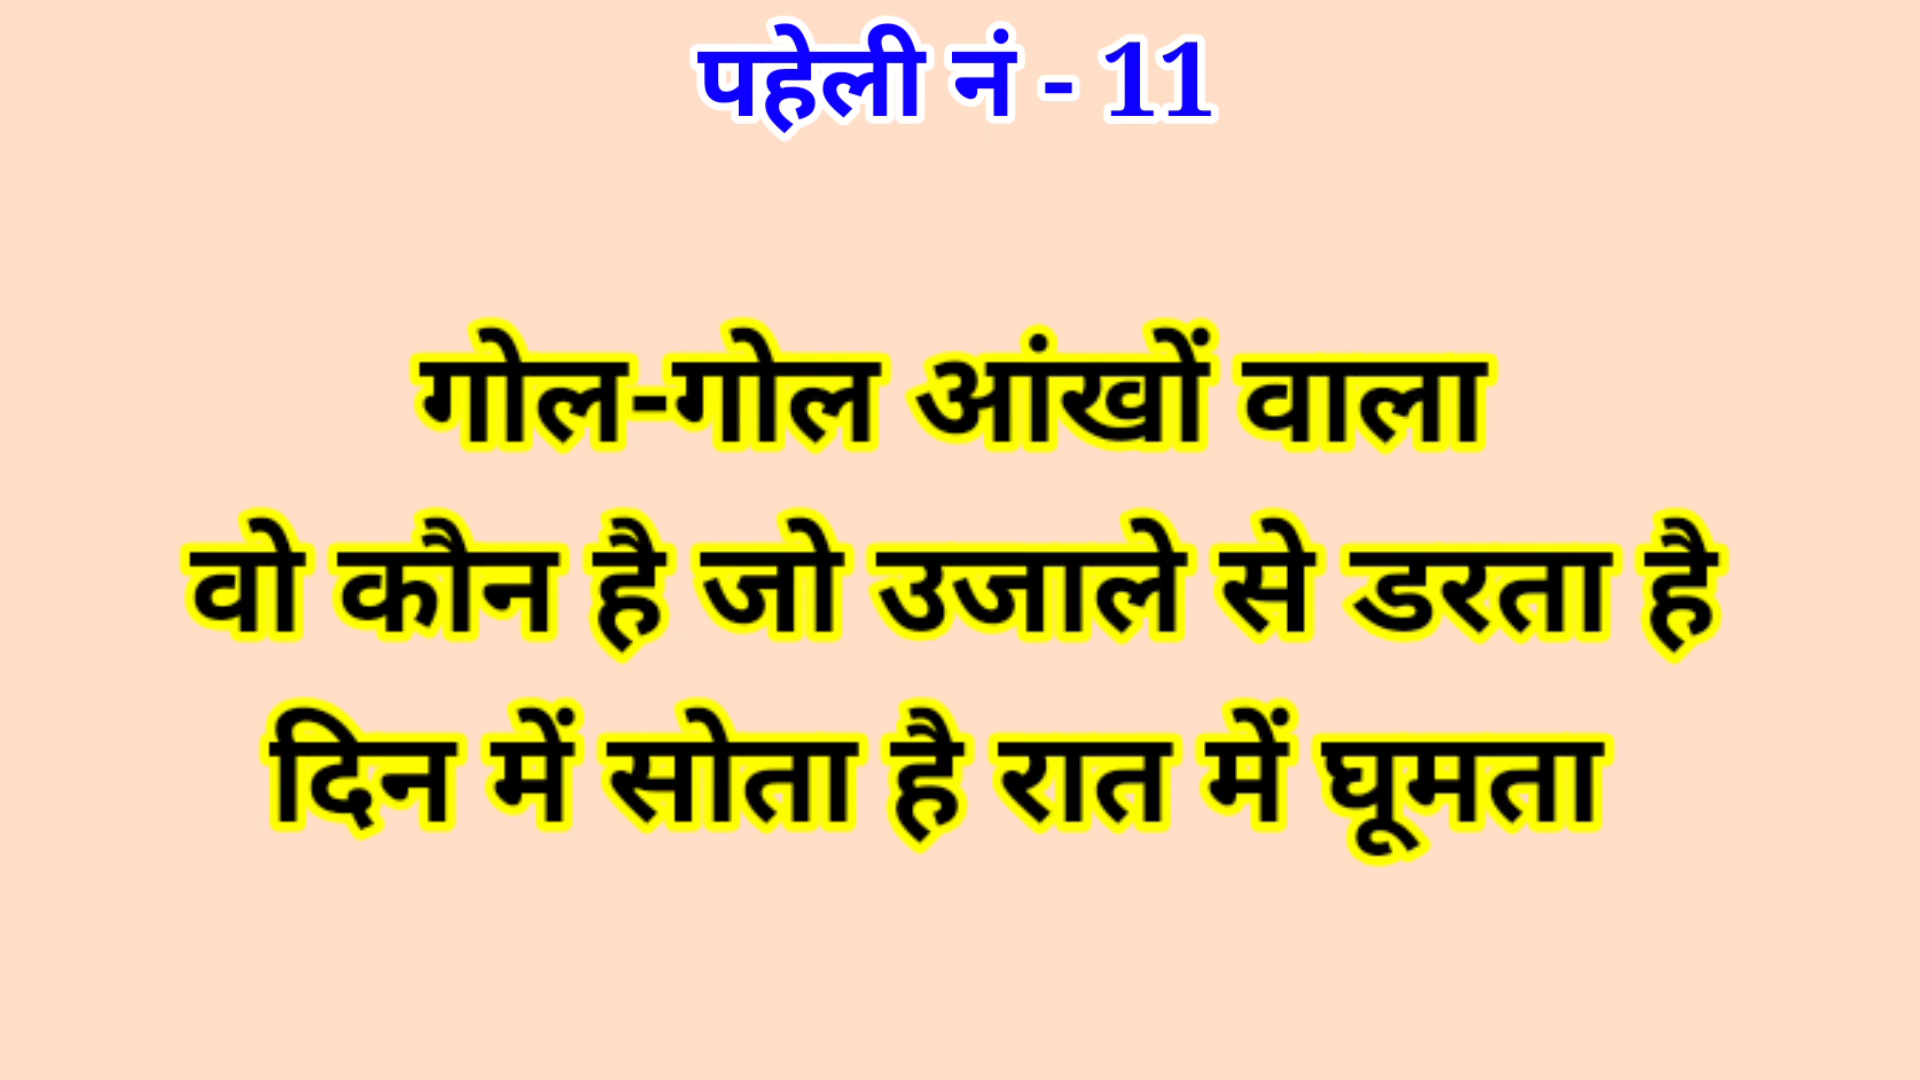 पहेली नं - 11
गोल-गोल आंखों वाला
वो कौन है जो उजाले से डरता है
दिन में सोता है रात में घूमता